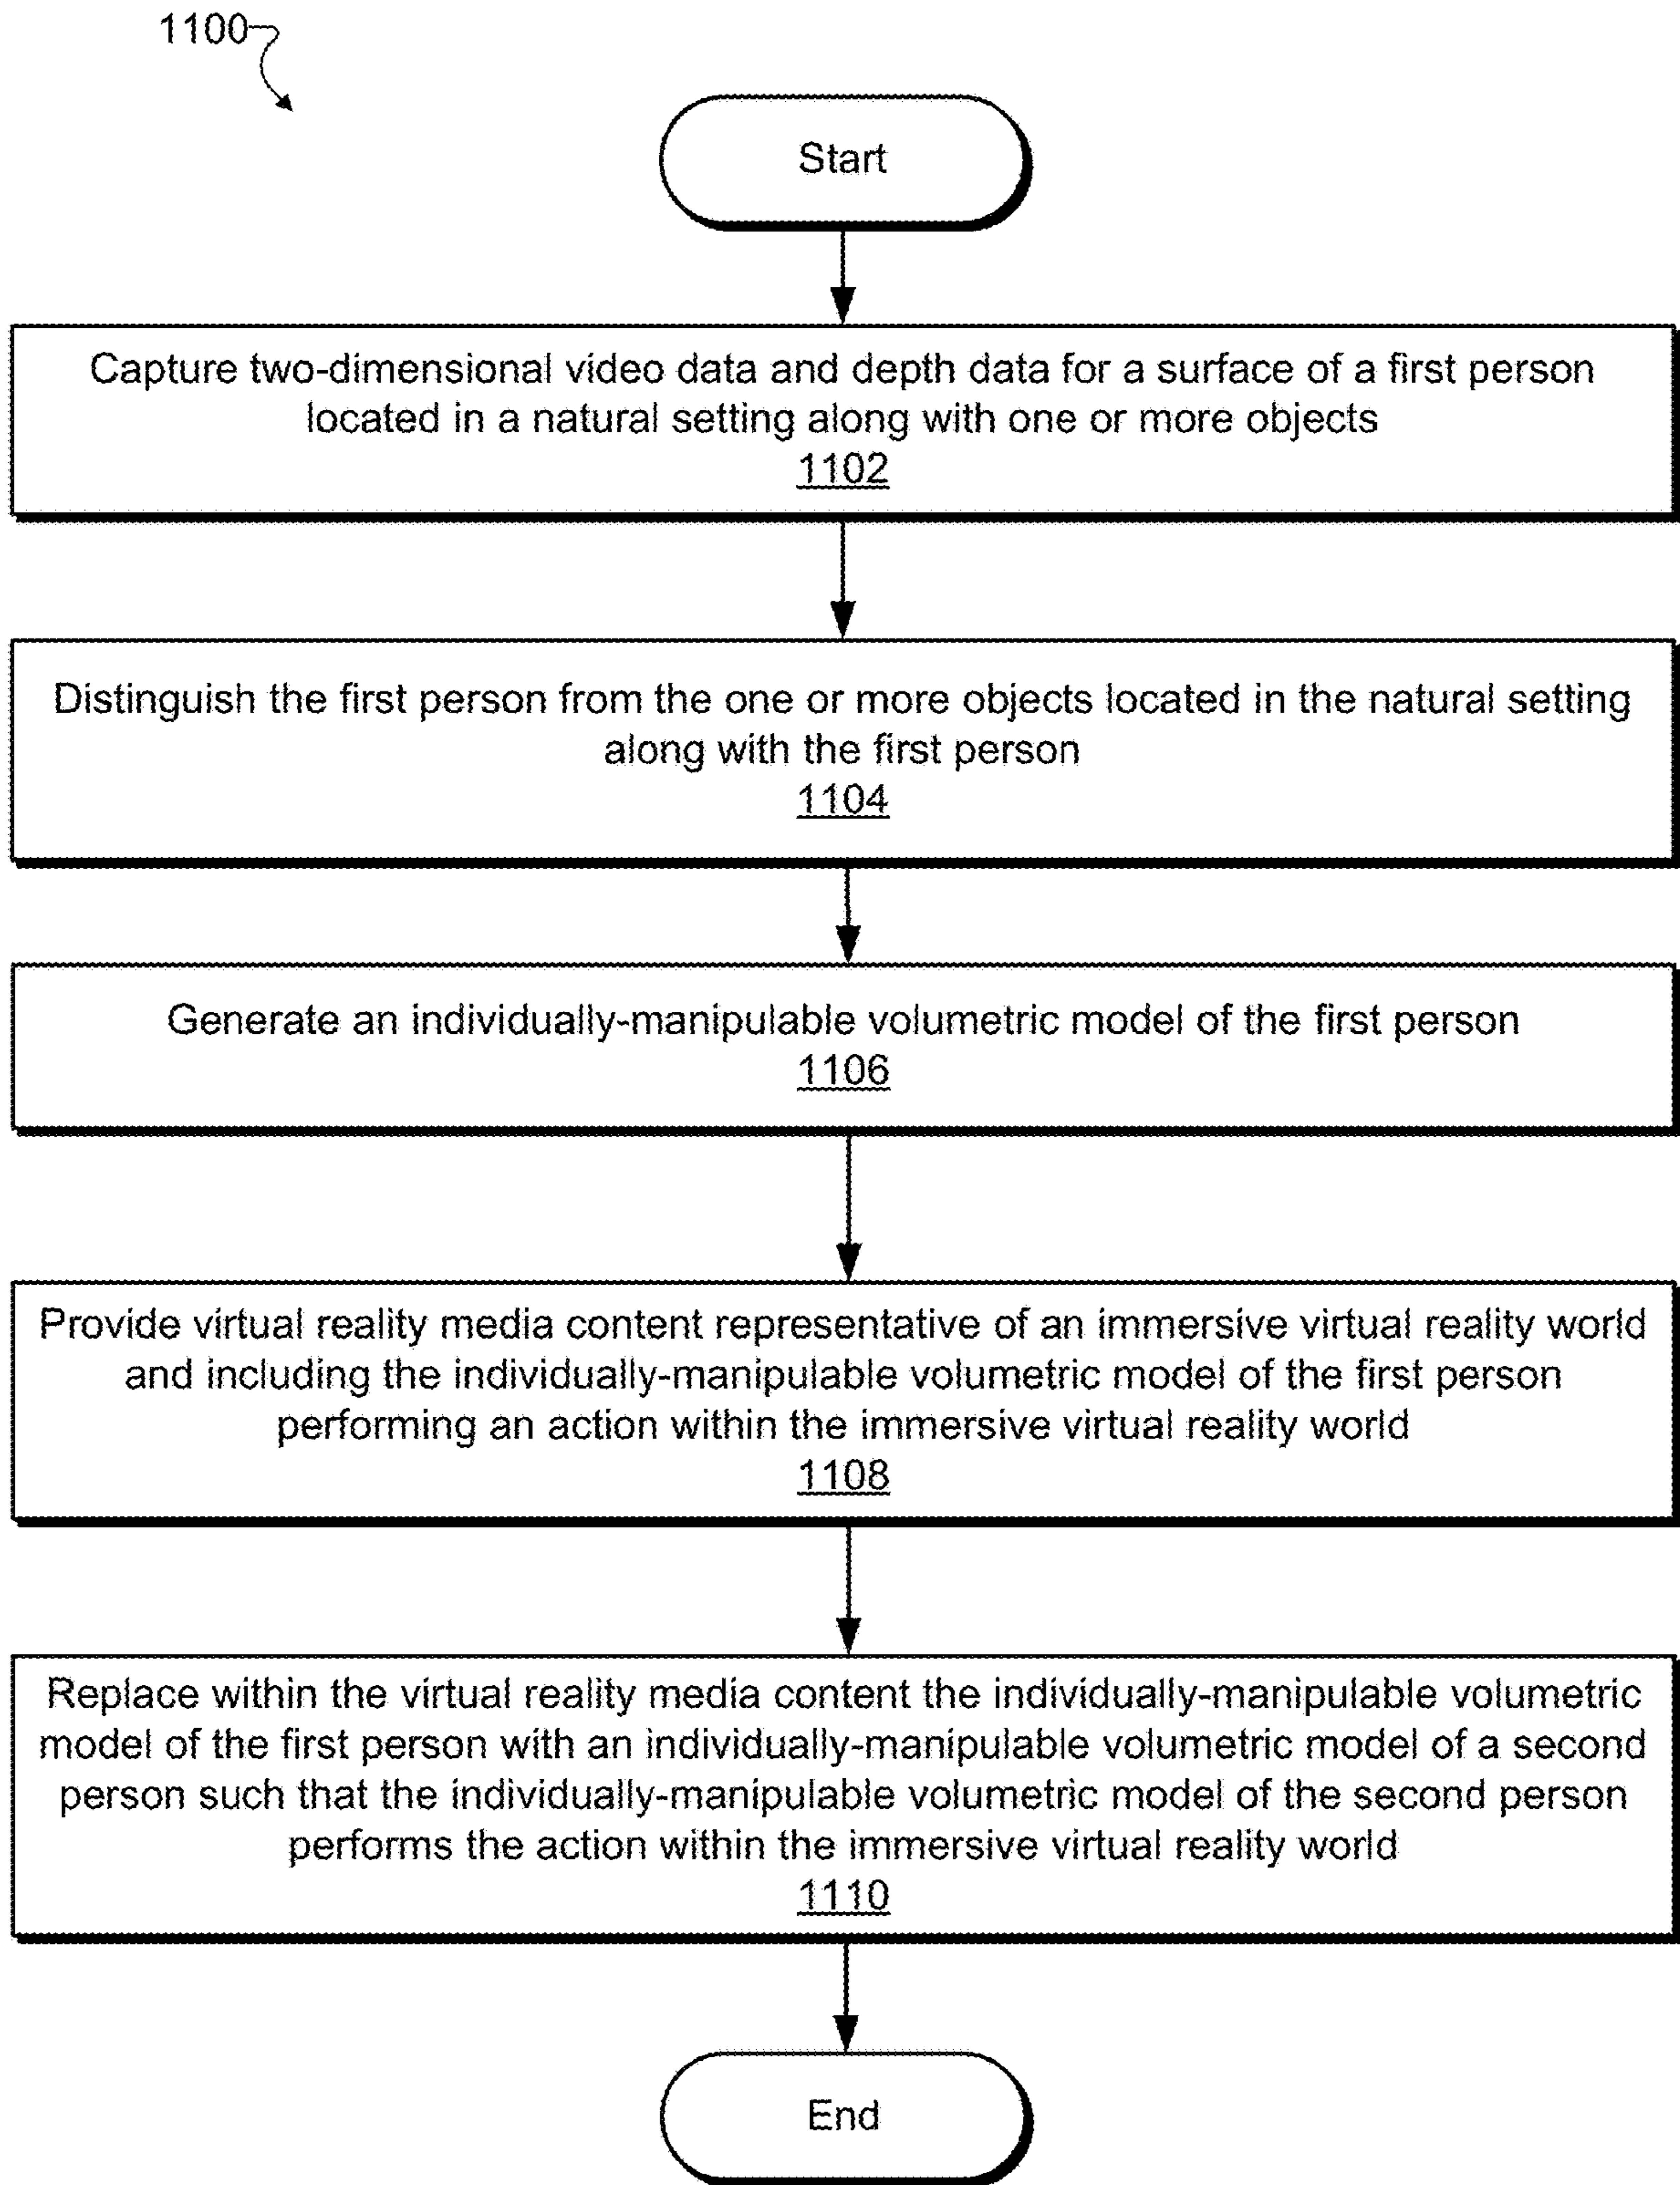 1100
Start
Capture two-dimensional video data and depth data for a surface of a first person
located in a natural setting along with one or more objects
1102
Distinguish the first person from the one or more objects located in the natural setting
along with the first person
1104
Generate an individually-manipulable volumetric model of the first person
1106
Provide virtual reality media content representative of an immersive virtual reality world
and including the individually-manipulable volumetric model of the first person
performing an action within the immersive virtual reality world
1108
Replace within the virtual reality media content the individually-manipulable volumetric
model of the first person with an individually-manipulable volumetric model of a second
person such that the individually-manipulable volumetric model of the second person
performs the action within the immersive virtual reality world
1110
End